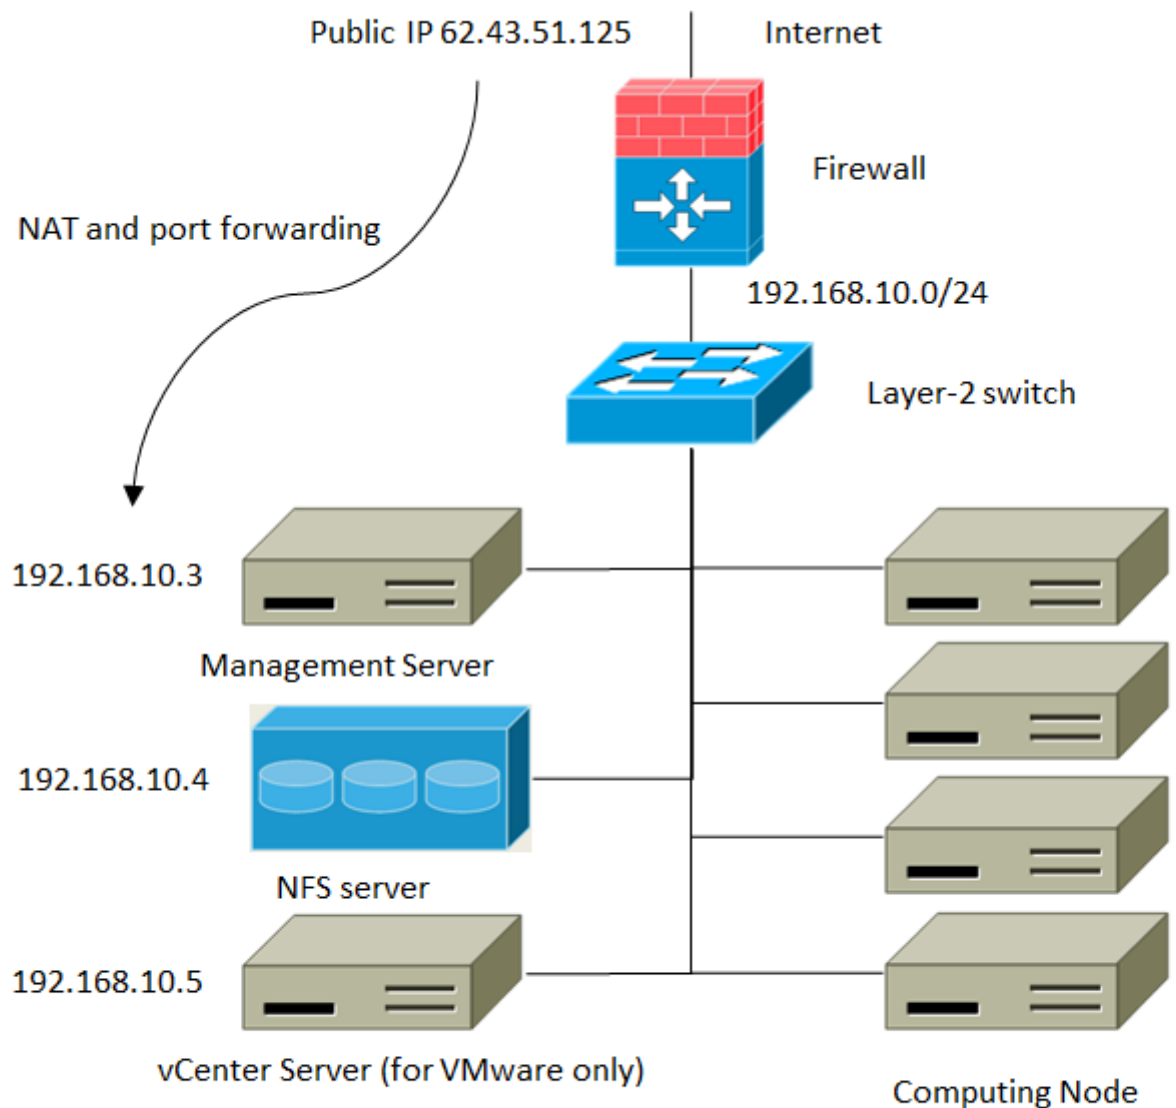 Public IP 62.43.51.125
Internet
Firewall
NAT and port forwarding
192.168.10.0/24
Layer-2 switch
192.168.10.3
Management Server
192.168.10.4
NFS server
192.168.10.5
vCenter Server (for VMware only)
Computing Node